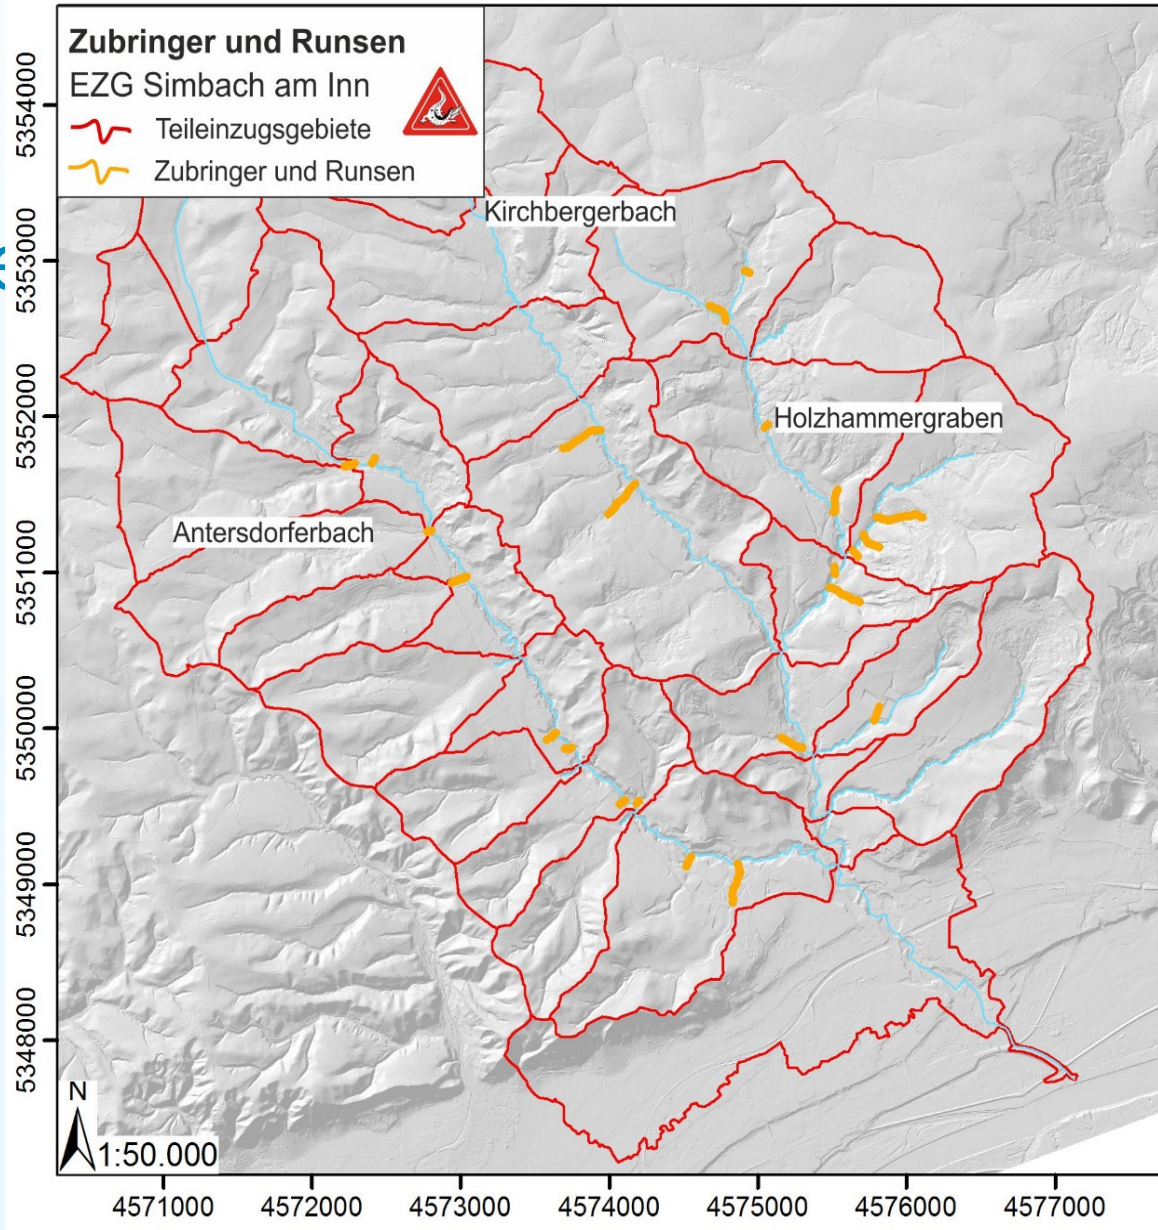 Zubringer und Runsen
EZG Simbach am Inn
Teileinzugsgebiete
Zubringer und Runsen
Kirchbergerbach
Holzhammergraben
Antersdorferbach
5354000
5353000
5352000
5351000
5350000
5349000
5348000
N
1:50.000
4571000 4572000 4573000 4574000 4575000 4576000 4577000